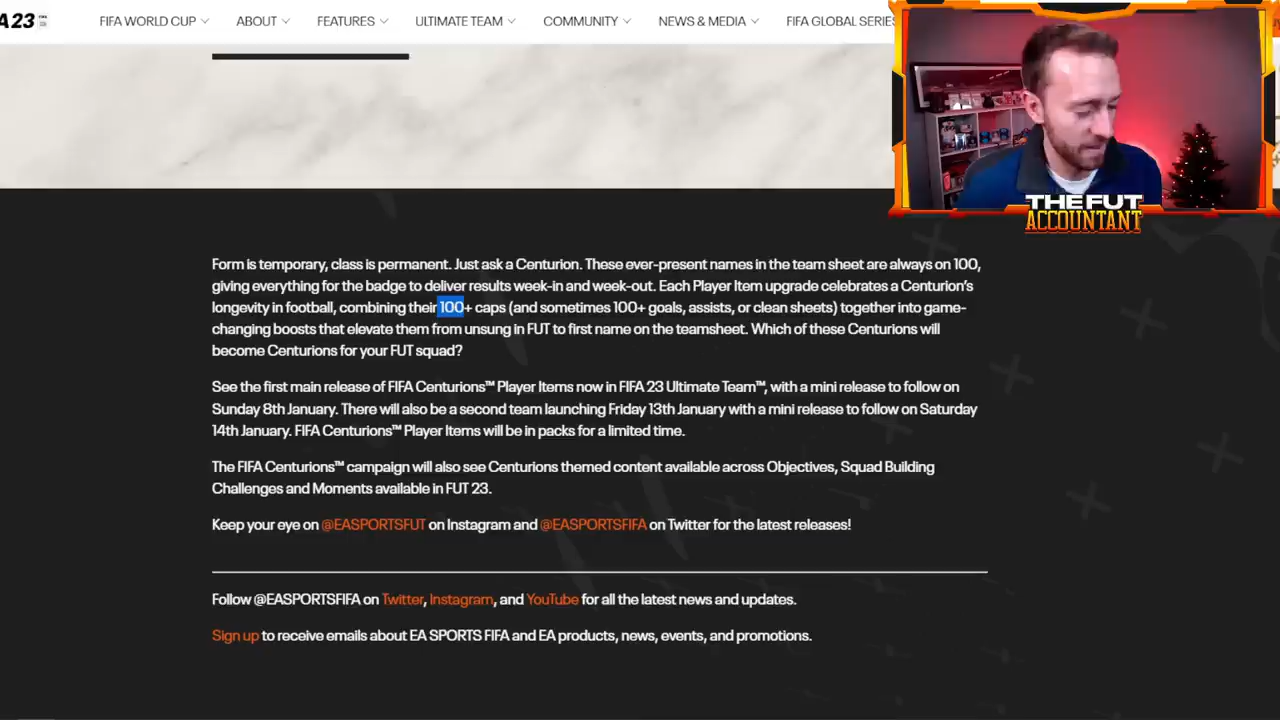 A 23
FIFA WORLD CUP
ABOUT
FEATURES
ULTIMATE TEAM
COMMUNITY
NEWS & MEDIA
FIFA GLOBAL SERIES
THE FUT
ACCOUNTANT
Form is temporary, class is permanent. Just ask a Centurion. These ever-present names in the team sheet are always on 100,
giving everything for the badge to deliver results week-in and week-out. Each Player Item upgrade celebrates a Centurion's
longevity in football, combining their 100+ caps (and sometimes 100+ goals, assists, or clean sheets) together into game-
changing boosts that elevate them from unsung in FUT to first name on the teamsheet. Which of these Centurions will
become Centurions for your FUT squad?
See the first main release of FIFA Centurions™ Player Items now in FIFA 23 Ultimate Team™, with a mini release to follow on
Sunday 8th January. There will also be a second team launching Friday 13th January with a mini release to follow on Saturday
14th January. FIFA Centurions™ Player Items will be in packs for a limited time.
The FIFA Centurions™ campaign will also see Centurions themed content available across Objectives, Squad Building
Challenges and Moments available in FUT 23.
Keep your eye on @EASPORTSFUT on Instagram and @EASPORTSFIFA on Twitter for the latest releases!
Follow @EASPORTSFIFA on Twitter, Instagram, and YouTube for all the latest news and updates.
Sign up to receive emails about EA SPORTS FIFA and EA products, news, events, and promotions.